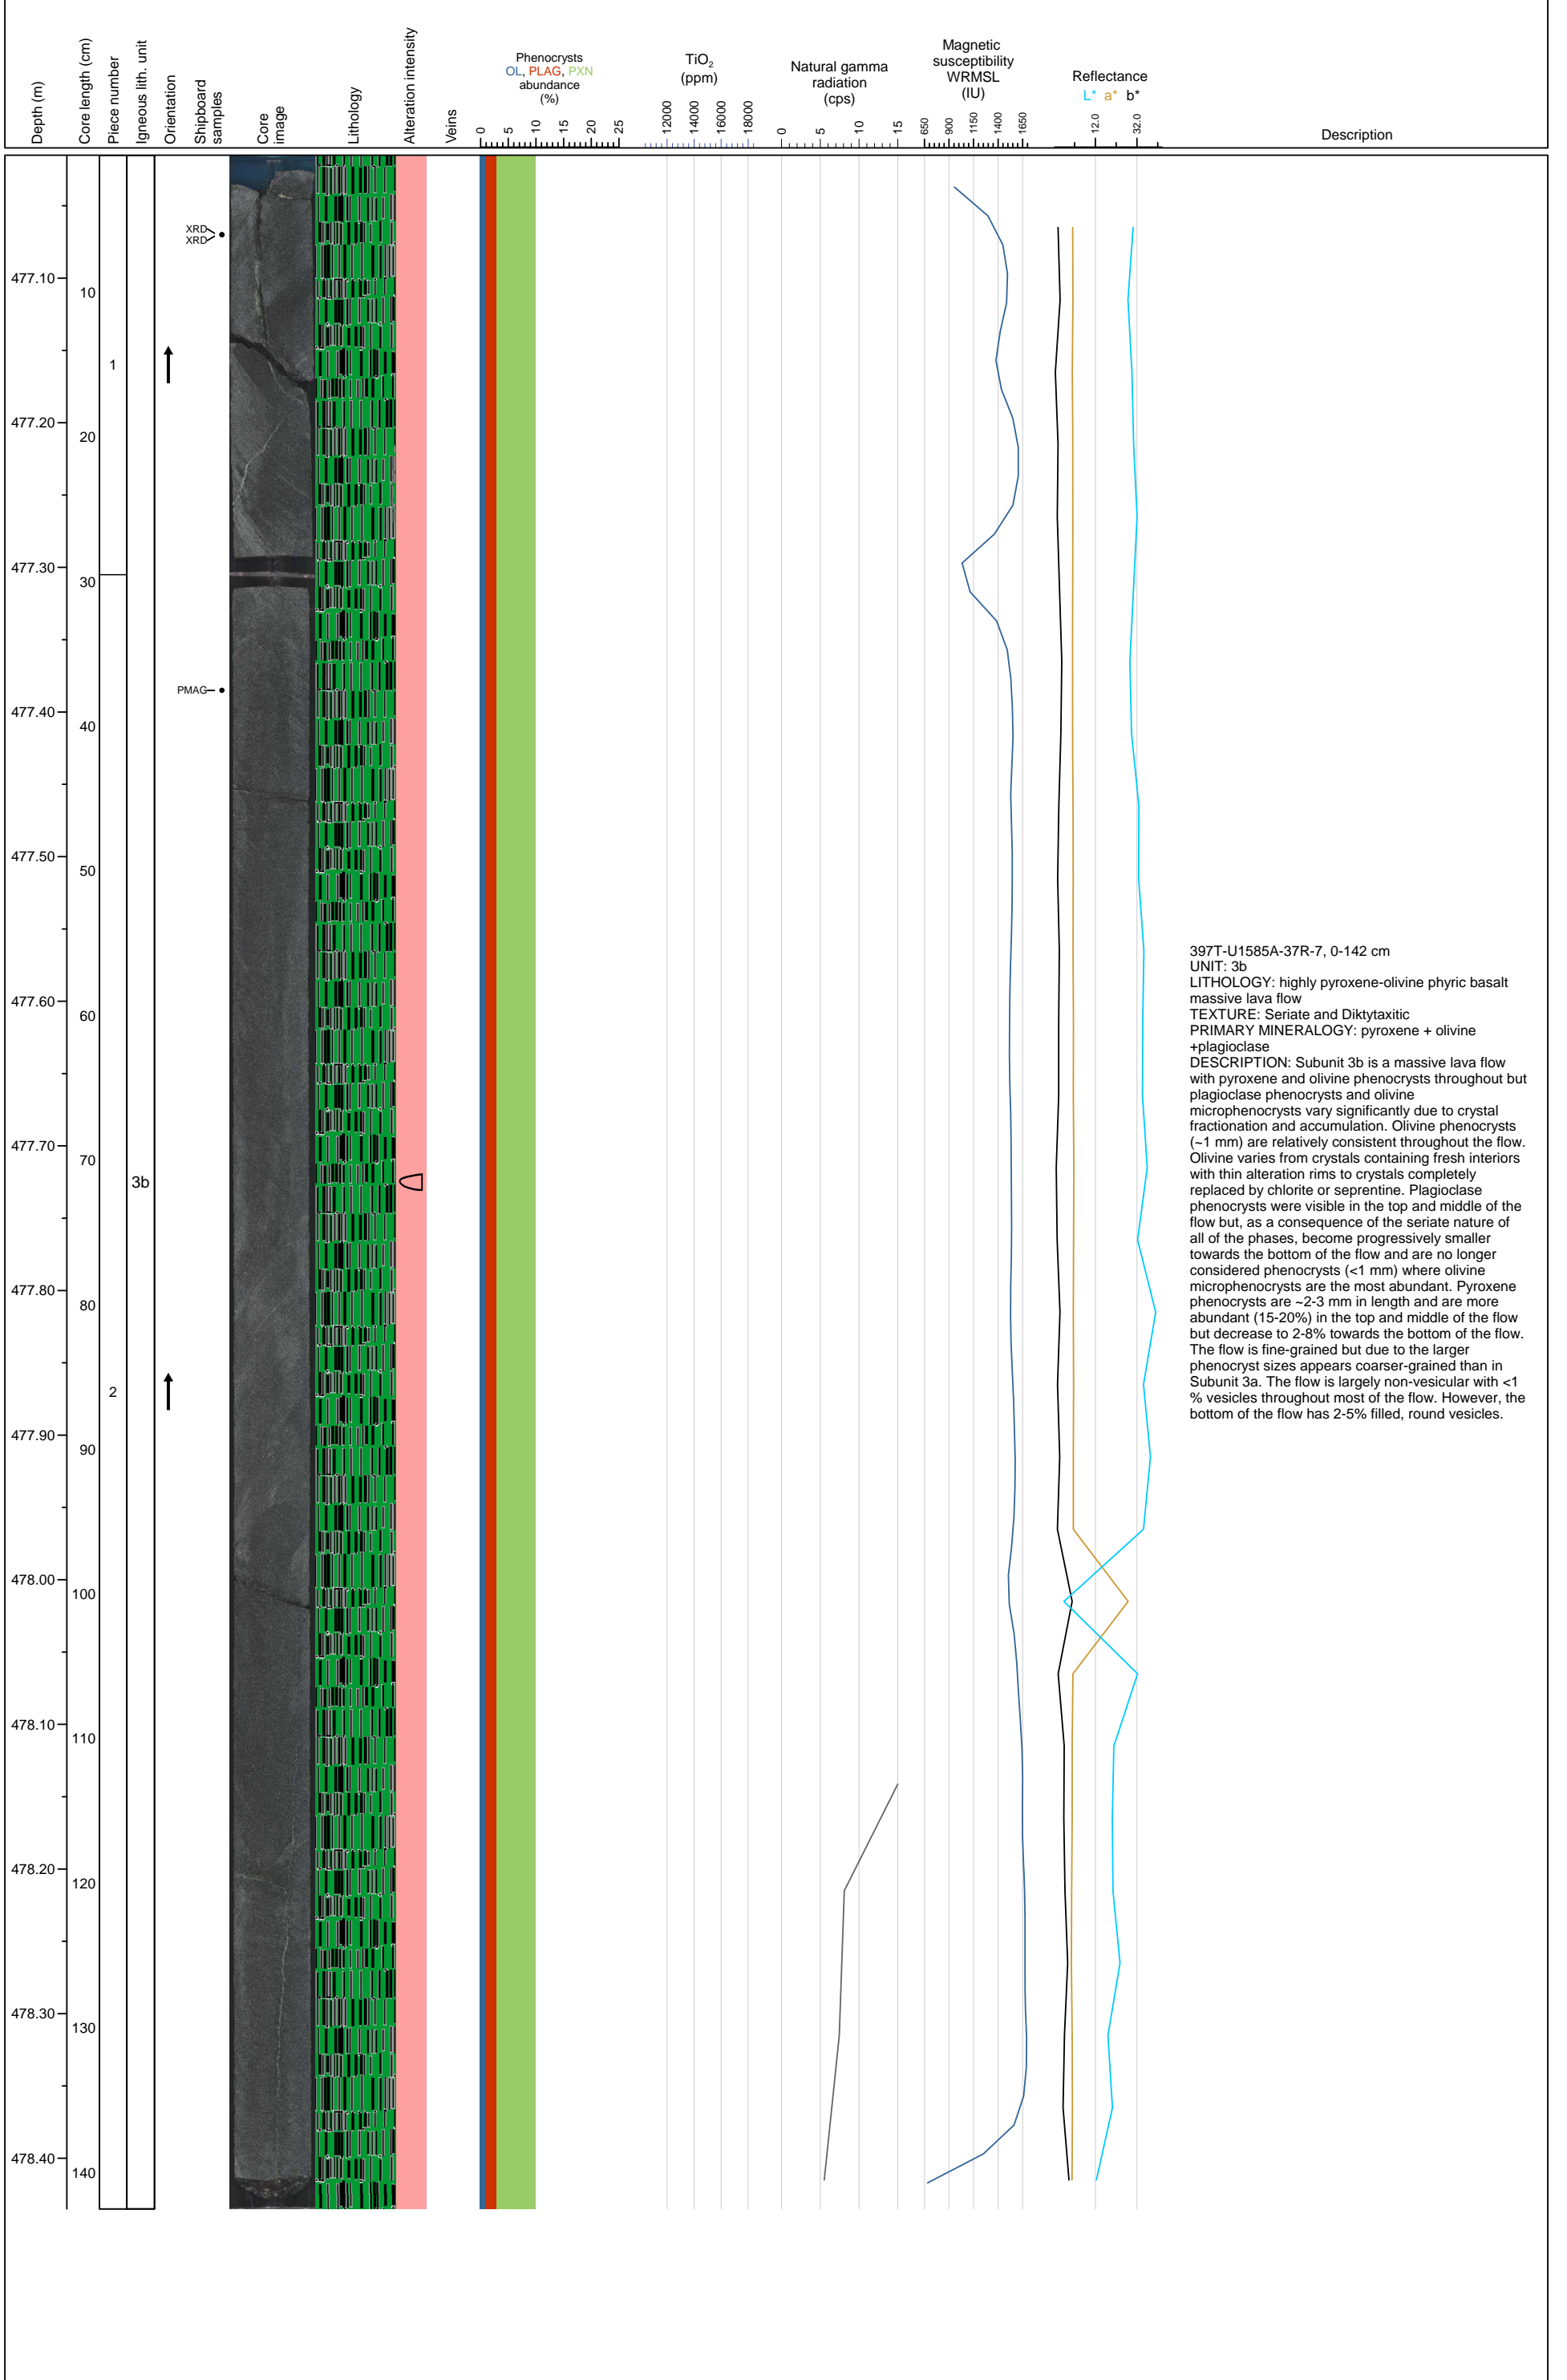 Depth (m)
Core length (cm)
Piece number
Igneous lith. unit
Orientation
Shipboard
samples
Core
image
Lithology
Alteration intensity
Veins
Phenocrysts
OL, PLAG, PXN
abundance
(%)
0
5
10
15
20
25
TiO₂
(ppm)
12000
14000
16000
18000
Natural gamma
radiation
(cps)
0
5
10
15
Magnetic
susceptibility
WRMSL
(IU)
650
900
1150
1400
1650
Reflectance
L* a* b*
12.0
32.0
Description
XRD
XRD
477.10
10
1
477.20
20
477.30
30
PMAG
477.40
40
477.50
50
477.60
60
477.70
70
3b
477.80
80
2
477.90
90
478.00
100
478.10
110
478.20
120
478.30
130
478.40
140
397T-U1585A-37R-7, 0-142 cm
UNIT: 3b
LITHOLOGY: highly pyroxene-olivine phyric basalt
massive lava flow
TEXTURE: Seriate and Diktytaxitic
PRIMARY MINERALOGY: pyroxene + olivine
+plagioclase
DESCRIPTION: Subunit 3b is a massive lava flow
with pyroxene and olivine phenocrysts throughout but
plagioclase phenocrysts and olivine
microphenocrysts vary significantly due to crystal
fractionation and accumulation. Olivine phenocrysts
(~1 mm) are relatively consistent throughout the flow.
Olivine varies from crystals containing fresh interiors
with thin alteration rims to crystals completely
replaced by chlorite or seprentine. Plagioclase
phenocrysts were visible in the top and middle of the
flow but, as a consequence of the seriate nature of
all of the phases, become progressively smaller
towards the bottom of the flow and are no longer
considered phenocrysts (<1 mm) where olivine
microphenocrysts are the most abundant. Pyroxene
phenocrysts are ~2-3 mm in length and are more
abundant (15-20%) in the top and middle of the flow
but decrease to 2-8% towards the bottom of the flow.
The flow is fine-grained but due to the larger
phenocryst sizes appears coarser-grained than in
Subunit 3a. The flow is largely non-vesicular with <1
% vesicles throughout most of the flow. However, the
bottom of the flow has 2-5% filled, round vesicles.